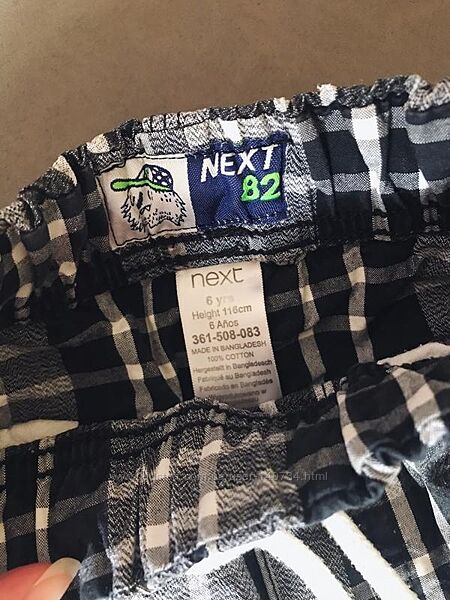 NEXT
82
next
6 yrs
Height 116cm
6 Años
361-508-083
MADE IN BANGLADESH
100% COTTON
Hergestellt in Bangladesch
Fabriqué au Bangladesh
Fabricado en Bangladés